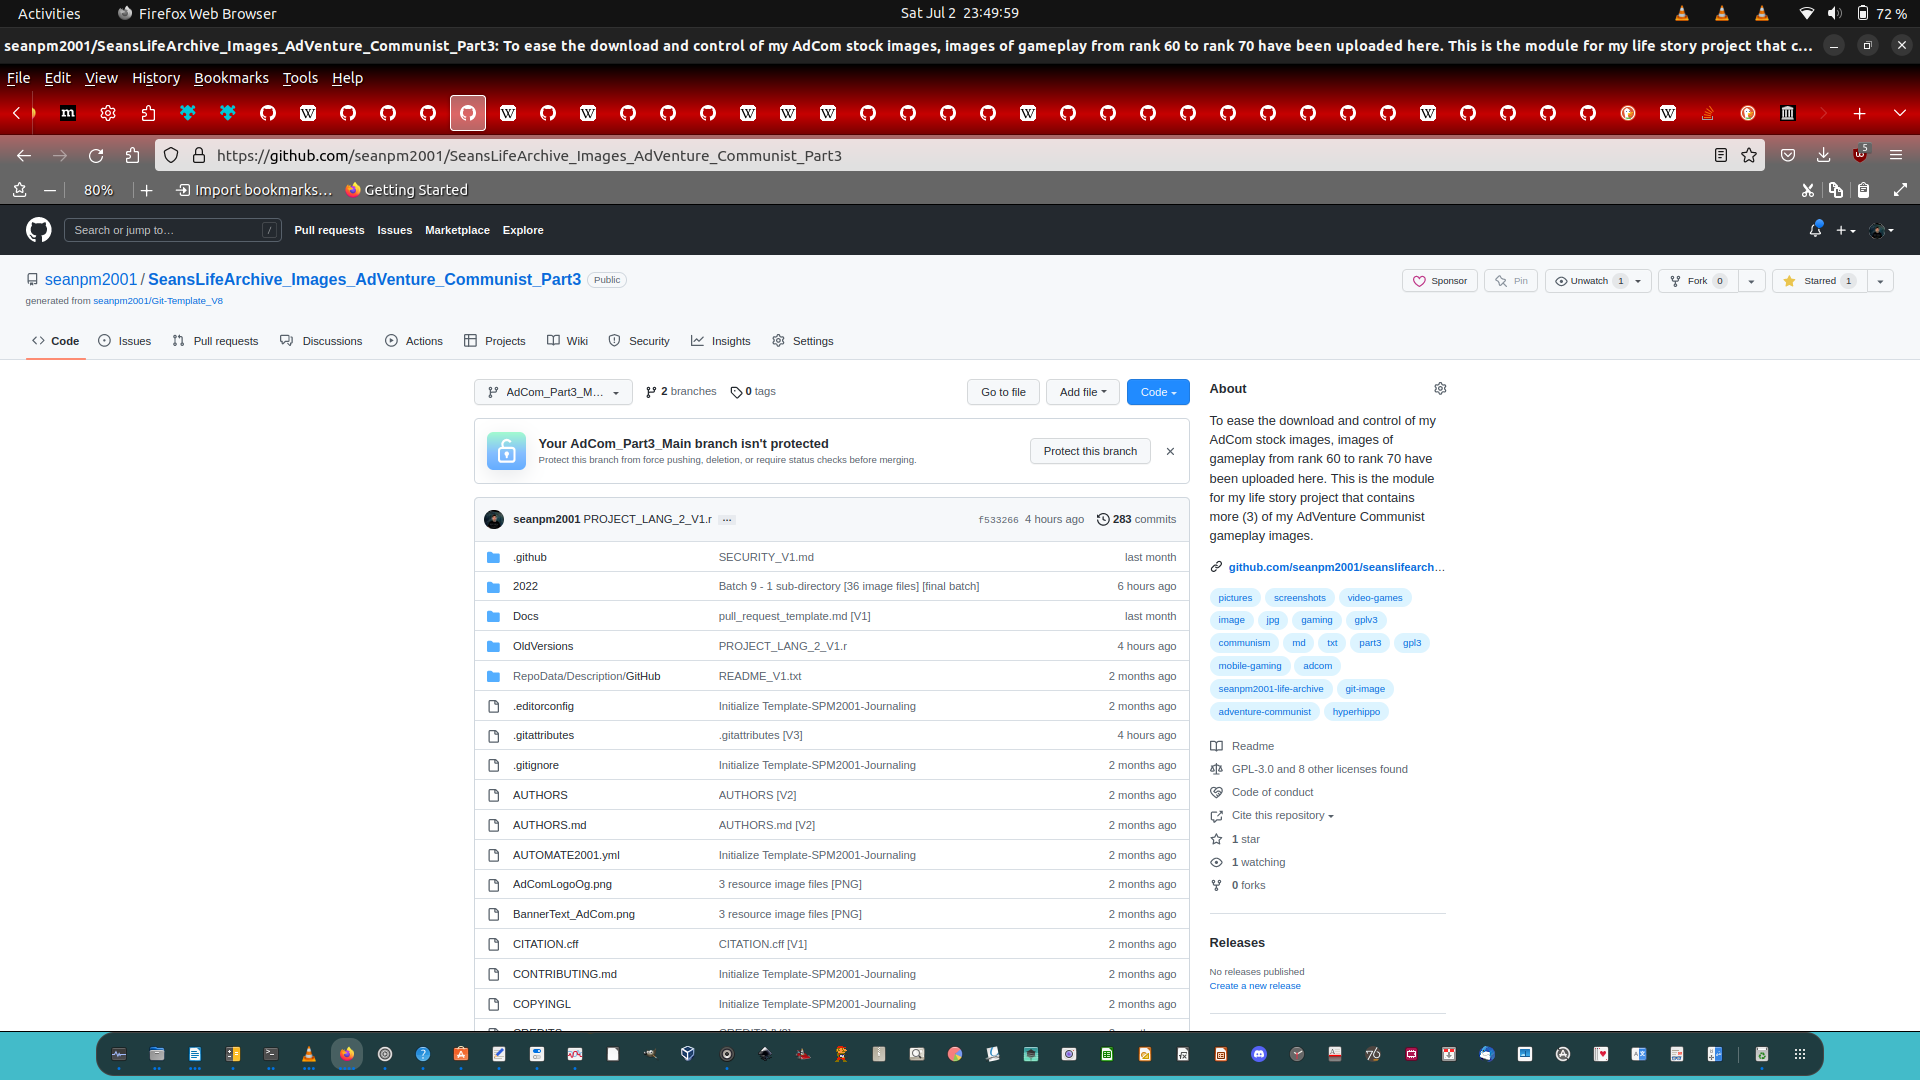 Activities
Firefox Web Browser
Sat Jul 2 23:49:59
72 %
seanpm2001/SeansLifeArchive_Images_AdVenture_Communist_Part3: To ease the download and control of my AdCom stock images, images of gameplay from rank 60 to rank 70 have been uploaded here. This is the module for my life story project that c...
File Edit View History Bookmarks Tools Help
https://github.com/seanpm2001/SeansLifeArchive_Images_AdVenture_Communist_Part3
5
80%
Import bookmarks...
Getting Started
Search or jump to...
/
Pull requests
Issues
Marketplace
Explore
seanpm2001 / SeansLifeArchive_Images_AdVenture_Communist_Part3
Public
generated from seanpm2001/Git-Template_V8
Sponsor
Pin
Unwatch 1
Fork 0
Starred 1
Code
Issues
Pull requests
Discussions
Actions
Projects
Wiki
Security
Insights
Settings
AdCom_Part3_M...
2 branches
0 tags
Go to file
Add file
Code
Your AdCom_Part3_Main branch isn't protected
Protect this branch from force pushing, deletion, or require status checks before merging.
Protect this branch
seanpm2001 PROJECT_LANG_2_V1.r ...
f533266 4 hours ago
283 commits
.github SECURITY_V1.md last month
2022 Batch 9 - 1 sub-directory [36 image files] [final batch] 6 hours ago
Docs pull_request_template.md [V1] last month
OldVersions PROJECT_LANG_2_V1.r 4 hours ago
RepoData/Description/GitHub README_V1.txt 2 months ago
.editorconfig Initialize Template-SPM2001-Journaling 2 months ago
.gitattributes .gitattributes [V3] 4 hours ago
.gitignore Initialize Template-SPM2001-Journaling 2 months ago
AUTHORS AUTHORS [V2] 2 months ago
AUTHORS.md AUTHORS.md [V2] 2 months ago
AUTOMATE2001.yml Initialize Template-SPM2001-Journaling 2 months ago
AdComLogoOg.png 3 resource image files [PNG] 2 months ago
BannerText_AdCom.png 3 resource image files [PNG] 2 months ago
CITATION.cff CITATION.cff [V1] 2 months ago
CONTRIBUTING.md Initialize Template-SPM2001-Journaling 2 months ago
COPYINGL Initialize Template-SPM2001-Journaling 2 months ago
About
To ease the download and control of my
AdCom stock images, images of
gameplay from rank 60 to rank 70 have
been uploaded here. This is the module
for my life story project that contains
more (3) of my AdVenture Communist
gameplay images.
github.com/seanpm2001/seanslifearch...
pictures screenshots video-games
image jpg gaming gplv3
communism md txt part3 gpl3
mobile-gaming adcom
seanpm2001-life-archive git-image
adventure-communist hyperhippo
Readme
GPL-3.0 and 8 other licenses found
Code of conduct
Cite this repository
1 star
1 watching
0 forks
Releases
No releases published
Create a new release